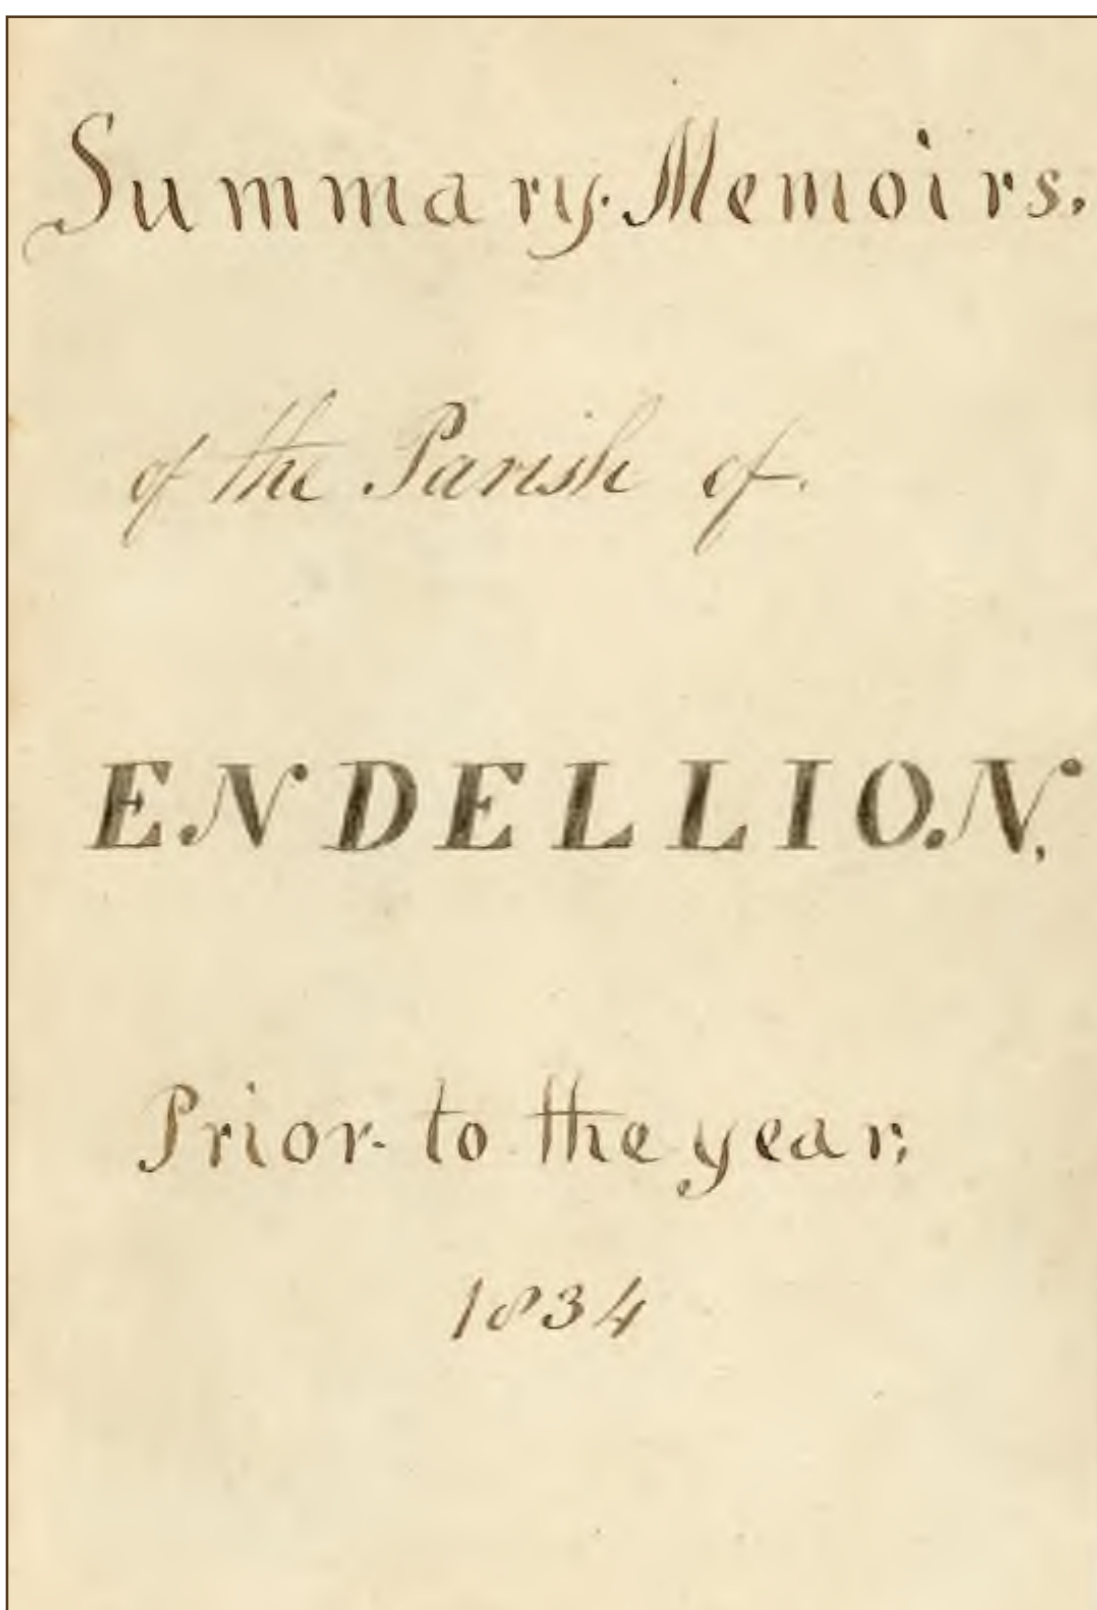 Summary Memoirs.
of the Parish of.
ENDELLION,
Prior to the year;
1834